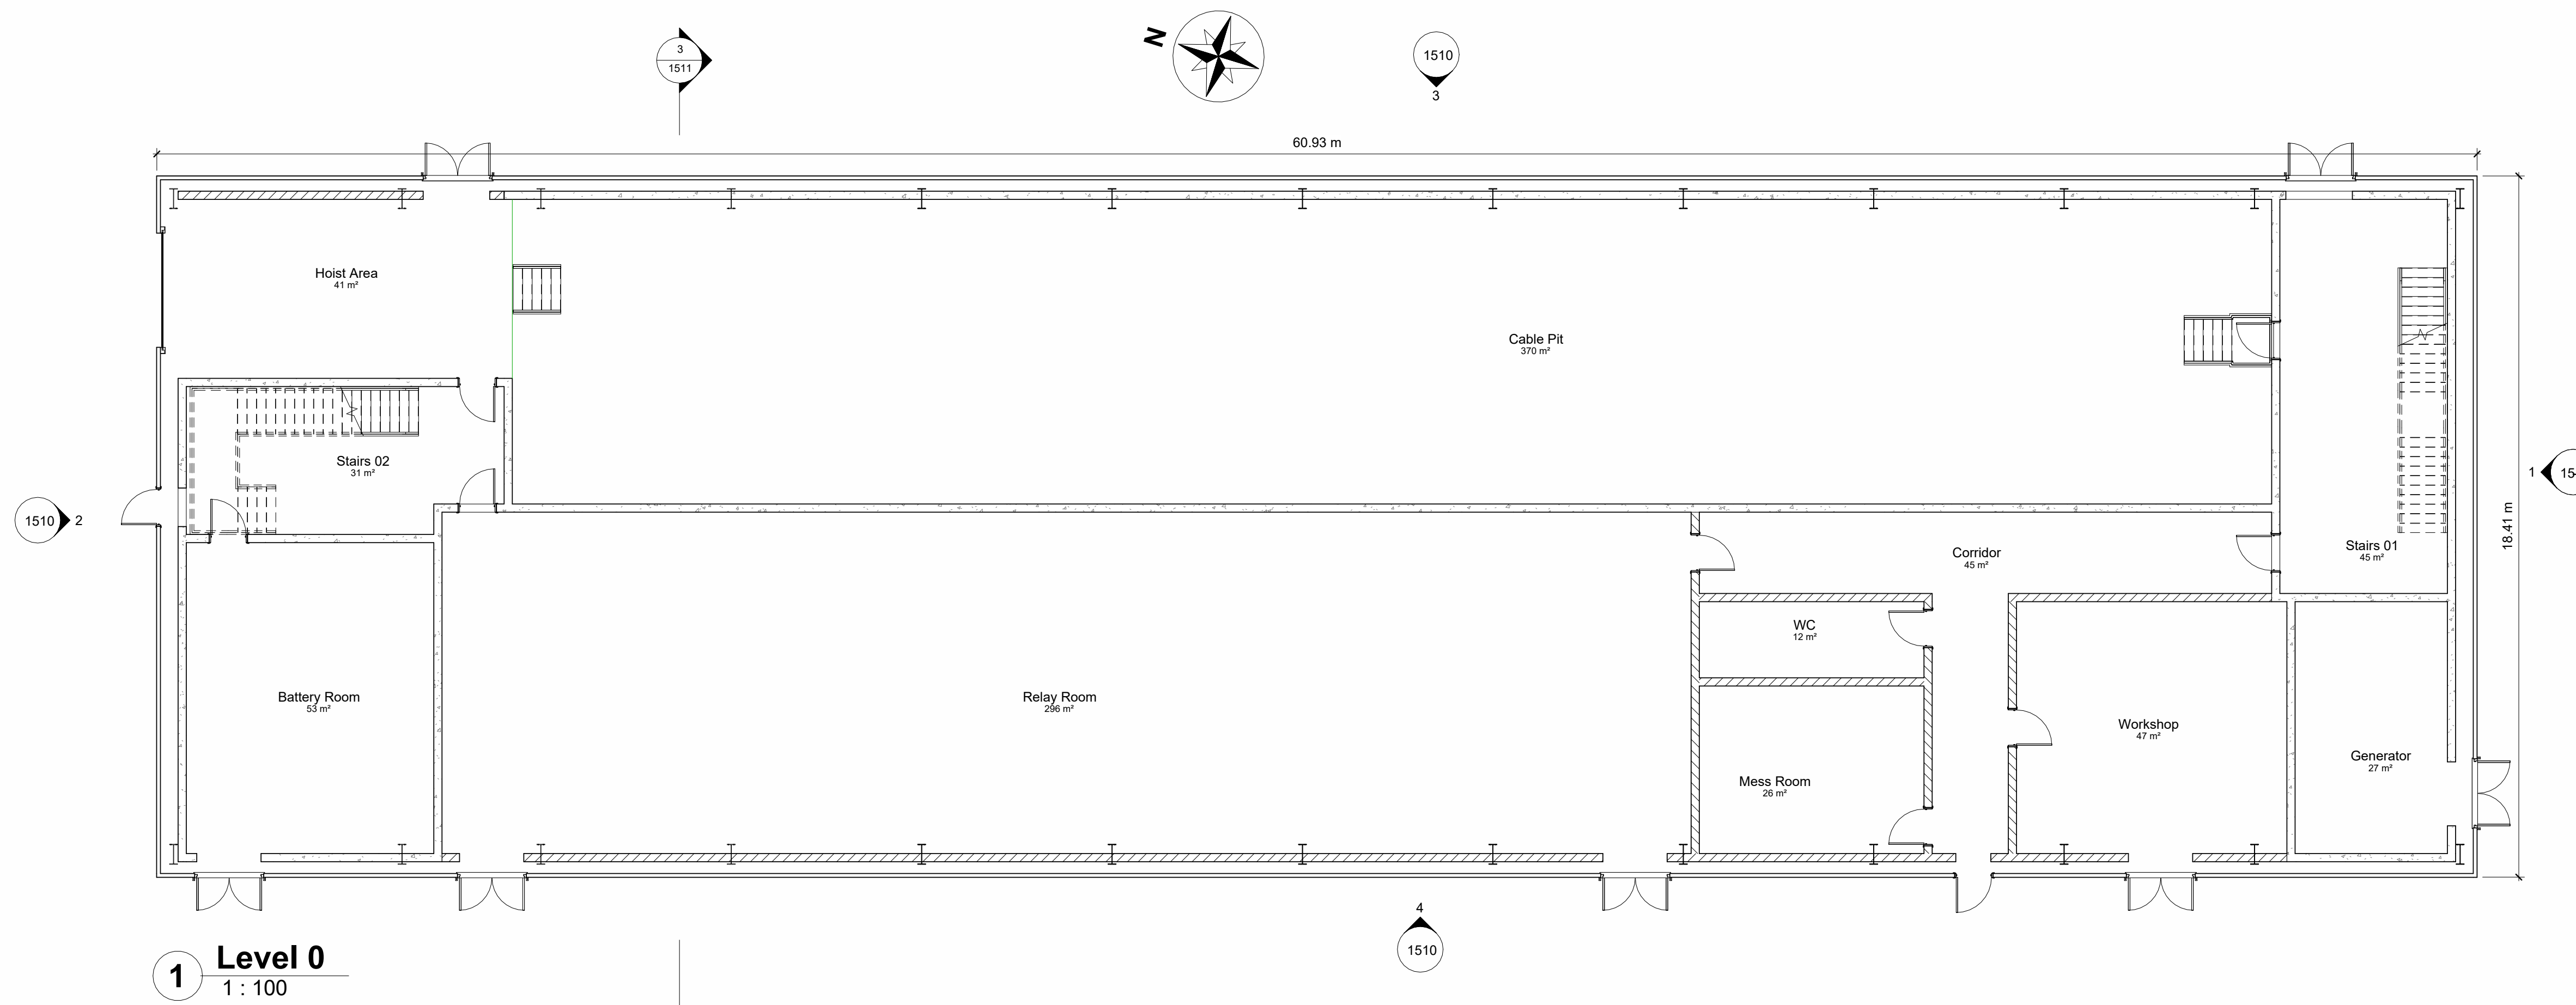 N
3
1511
1510
3
60.93 m
Hoist Area
41 m²
Cable Pit
370 m²
Stairs 02
31 m²
1510
2
1
18.41 m
Stairs 01
45 m²
Corridor
45 m²
WC
12 m²
Battery Room
53 m²
Relay Room
296 m²
Workshop
47 m²
Generator
27 m²
Mess Room
26 m²
4
1510
1
Level 0
1 : 100